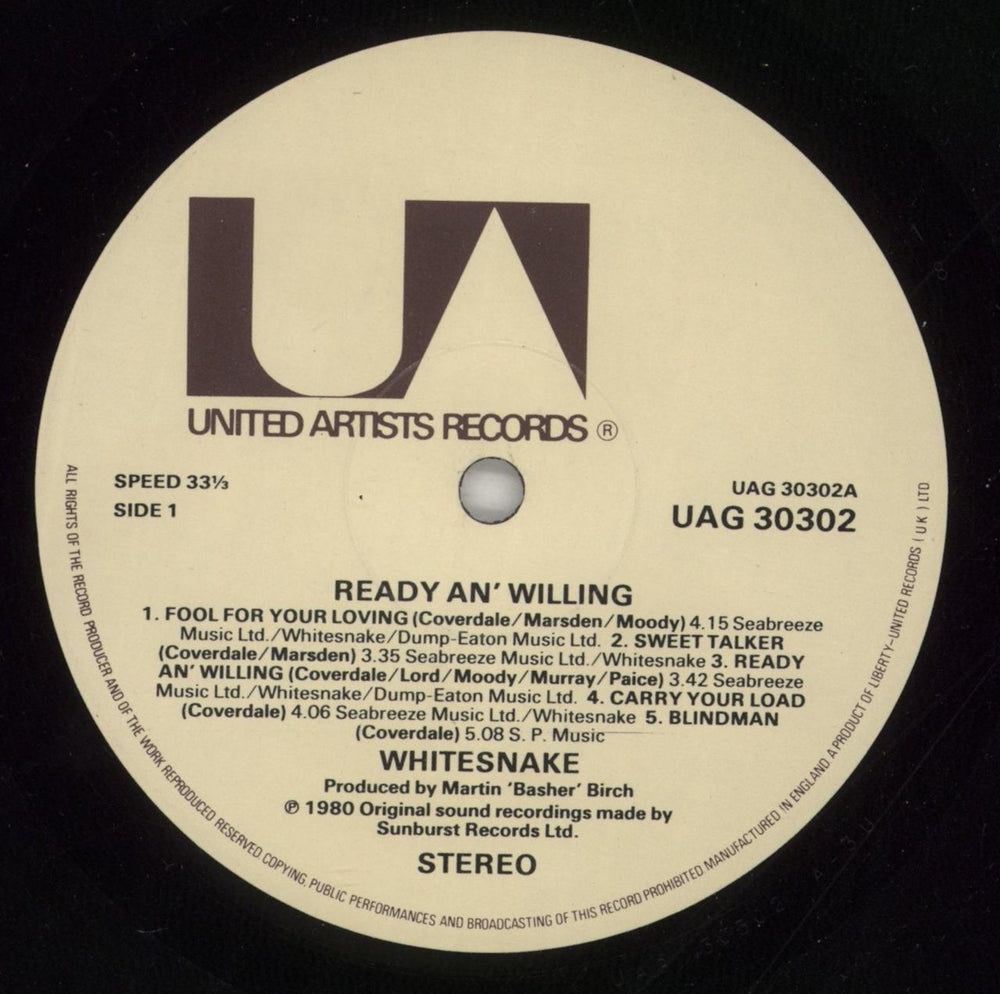 UA
UNITED ARTISTS RECORDS ®
SPEED 33⅓
SIDE 1
UAG 30302A
UAG 30302
READY AN' WILLING
1. FOOL FOR YOUR LOVING (Coverdale/Marsden/Moody) 4.15 Seabreeze
Music Ltd./Whitesnake/Dump-Eaton Music Ltd. 2. SWEET TALKER
(Coverdale/Marsden) 3.35 Seabreeze Music Ltd./Whitesnake 3. READY
AN' WILLING (Coverdale/Lord/Moody/Murray/Paice) 3.42 Seabreeze
Music Ltd./Whitesnake/Dump-Eaton Music Ltd. 4. CARRY YOUR LOAD
(Coverdale) 4.06 Seabreeze Music Ltd./Whitesnake 5. BLINDMAN
(Coverdale) 5.08 S. P. Music
WHITESNAKE
Produced by Martin 'Basher' Birch
℗ 1980 Original sound recordings made by
Sunburst Records Ltd.
STEREO
ALL RIGHTS OF THE RECORD PRODUCER AND OF THE WORK REPRODUCED RESERVED COPYING, PUBLIC PERFORMANCES AND BROADCASTING OF THIS RECORD PROHIBITED MANUFACTURED IN ENGLAND A PRODUCT OF LIBERTY-UNITED RECORDS ( U K ) LTD